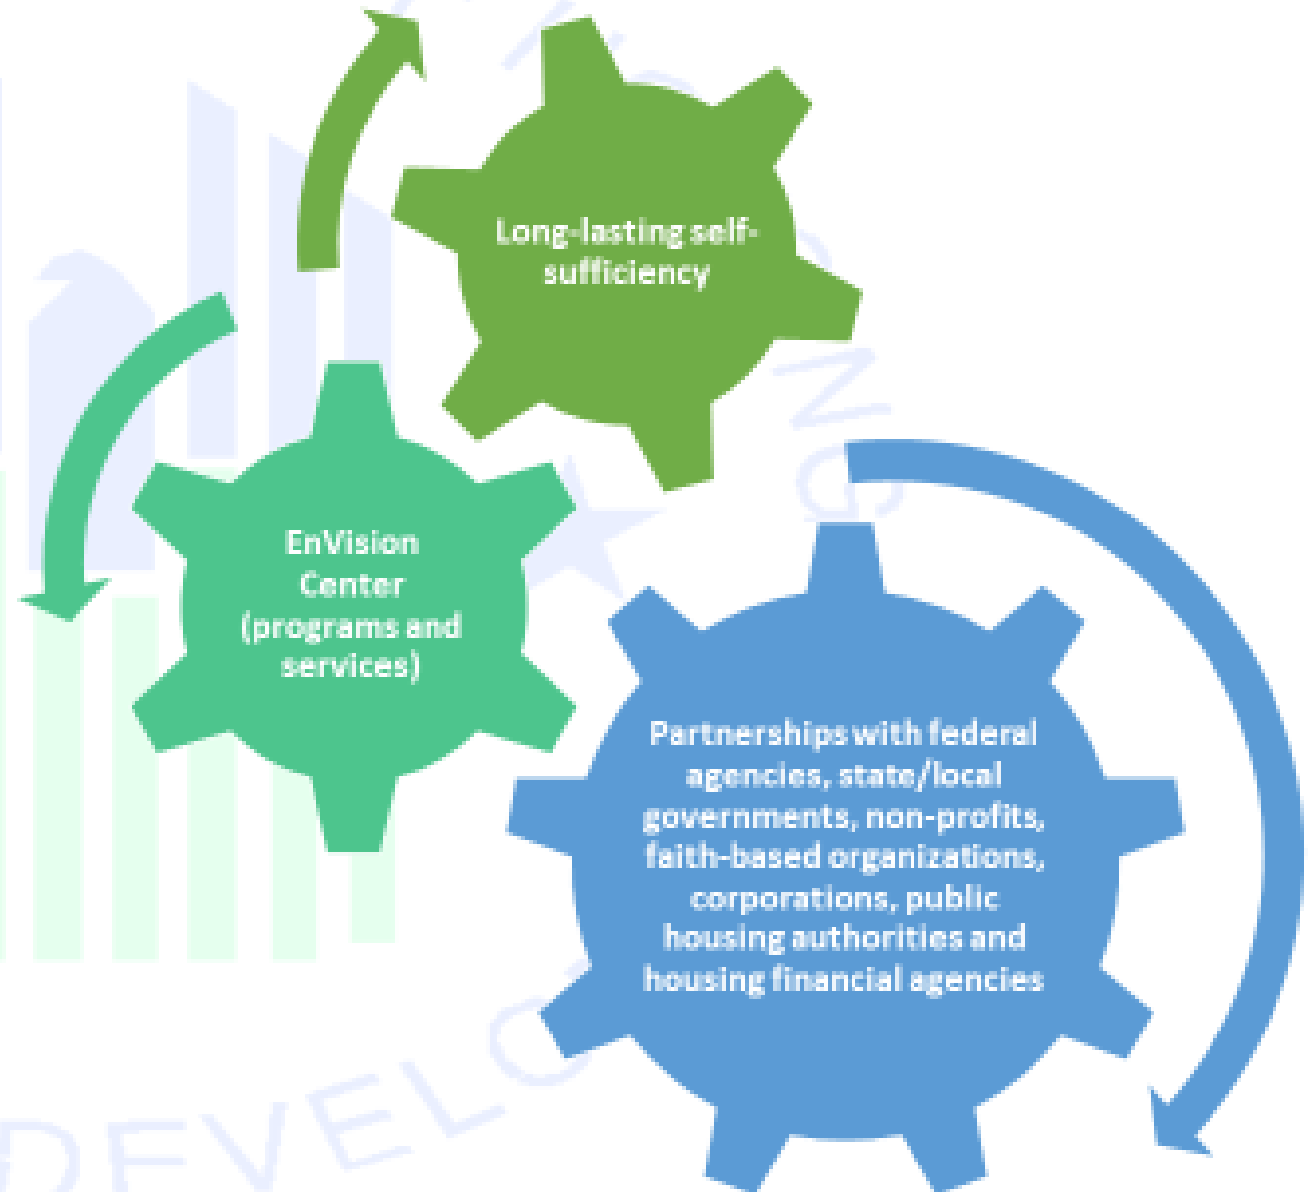 Long-lasting self-
sufficiency
EnVision
Center
(programs and
services)
Partnerships with federal
agencies, state/local
governments, non-profits,
faith-based organizations,
corporations, public
housing authorities and
housing financial agencies